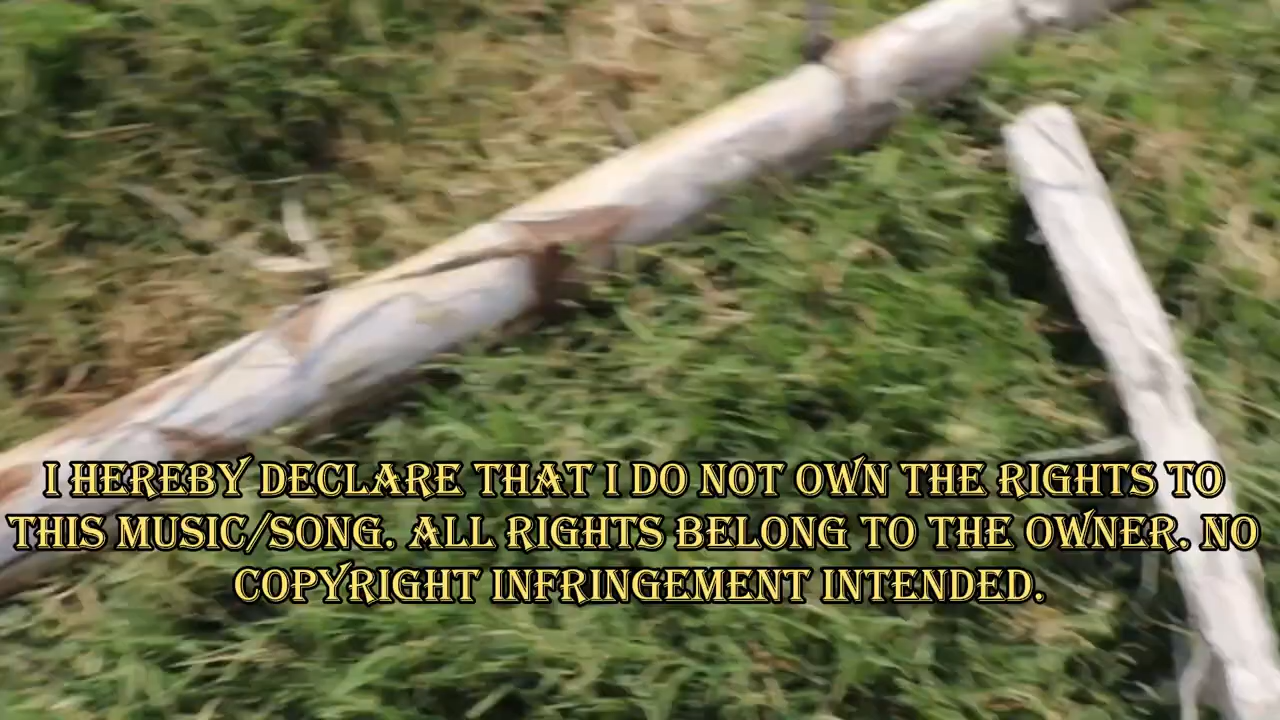 I HEREBY DECLARE THAT I DO NOT OWN THE RIGHTS TO
THIS MUSIC/SONG. ALL RIGHTS BELONG TO THE OWNER. NO
COPYRIGHT INFRINGEMENT INTENDED.